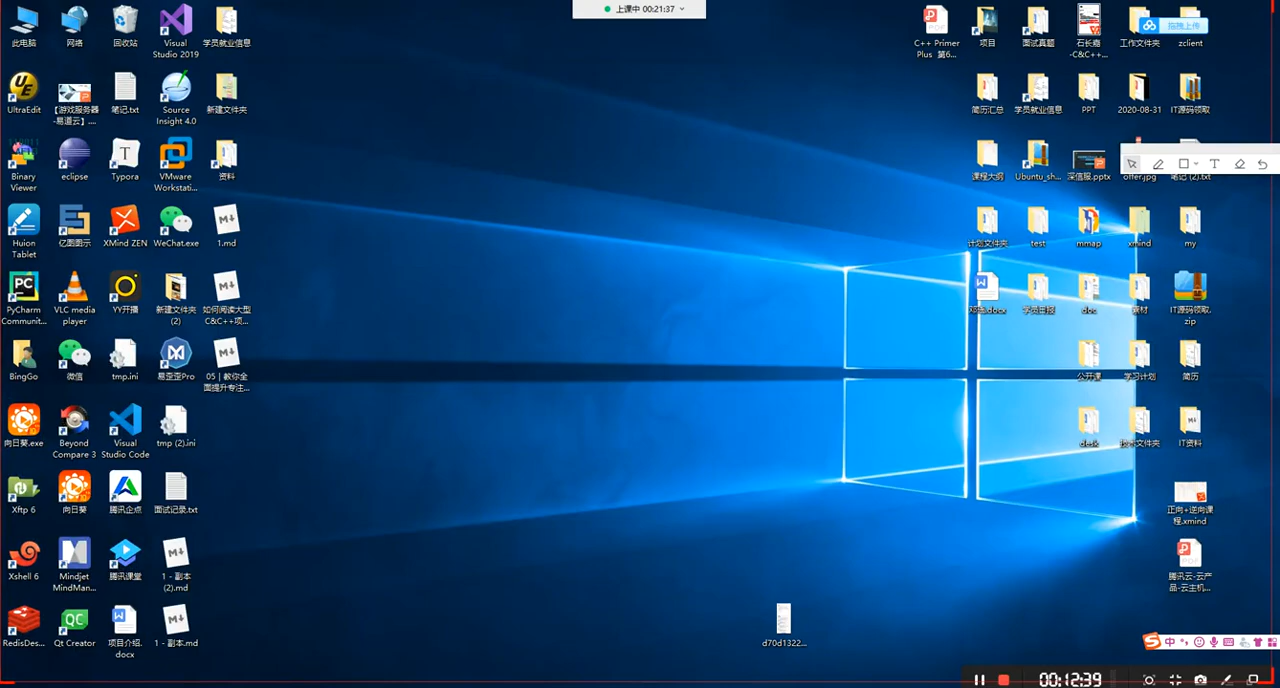 上课中 00:21:37
此电脑
网络
回收站
Visual
Studio 2019
学员就业信息
UltraEdit
【游戏服务器
-易道云】....
笔记.txt
Source
Insight 4.0
新建文件夹
Binary
Viewer
eclipse
Typora
VMware
Workstati...
资料
Huion
Tablet
亿图图示
XMind ZEN
WeChat.exe
1.md
PyCharm
Communit...
VLC media
player
YY开播
新建文件夹
(2)
如何阅读大型
C&C++项...
BingGo
微信
tmp.ini
易歪歪Pro
05 | 教你全
面提升专注...
向日葵.exe
Beyond
Compare 3
Visual
Studio Code
tmp (2).ini
Xftp 6
向日葵
腾讯企点
面试记录.txt
Xshell 6
Mindjet
MindMan...
腾讯课堂
1 - 副本
(2).md
RedisDes...
Qt Creator
项目介绍.
docx
1 - 副本.md
d70d1322...
C++ Primer
Plus 第6...
项目
面试真题
石长嘉
-C&C++...
工作文件夹
zclient
拖拽上传
简历汇总
学员就业信息
PPT
2020-08-31
IT源码领取
课程大纲
Ubuntu_sh...
深信服.pptx
offer.jpg
笔记 (2).txt
计划文件夹
test
mmap
xmind
my
.docx
doc
素材
IT源码领取.
zip
公开课
学习计划
简历
desk
技术文件夹
IT资料
正向+逆向课
程.xmind
腾讯云-云产
品-云主机...
中
00:12:39